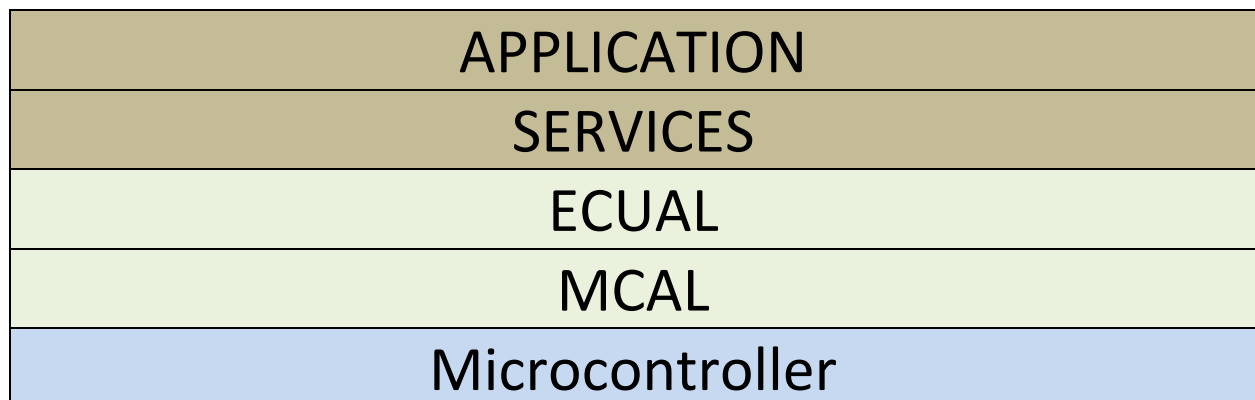 APPLICATION
SERVICES
ECUAL
MCAL
Microcontroller